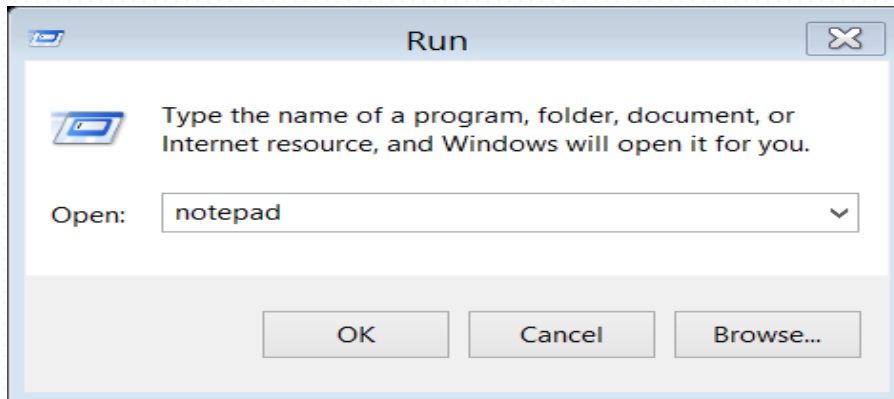 Run
Type the name of a program, folder, document, or
Internet resource, and Windows will open it for you.
Open: notepad
OK Cancel Browse...